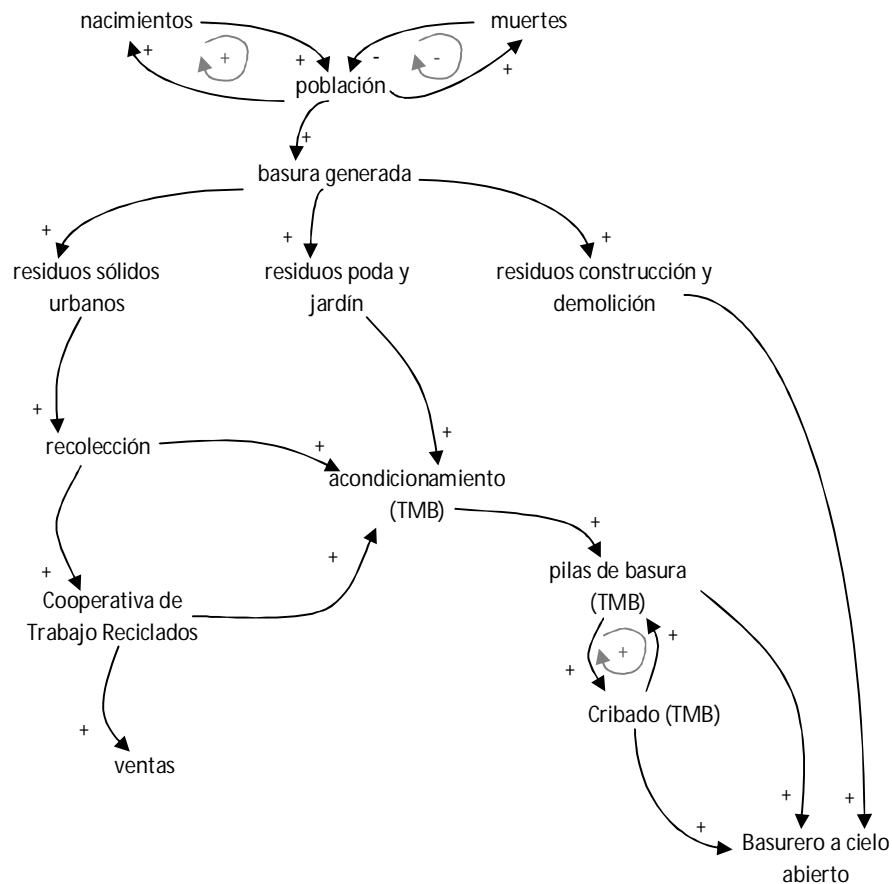 nacimientos
muertes
+
+
+
-
-
+
población
+
basura generada
+
+
+
residuos sólidos
urbanos
residuos poda y
jardín
residuos construcción y
demolición
+
+
recolección
+
acondicionamiento
(TMB)
+
+
+
pilas de basura
(TMB)
Cooperativa de
Trabajo Reciclados
+
+
+
Cribado (TMB)
+
ventas
+
+
+
Basurero a cielo
abierto